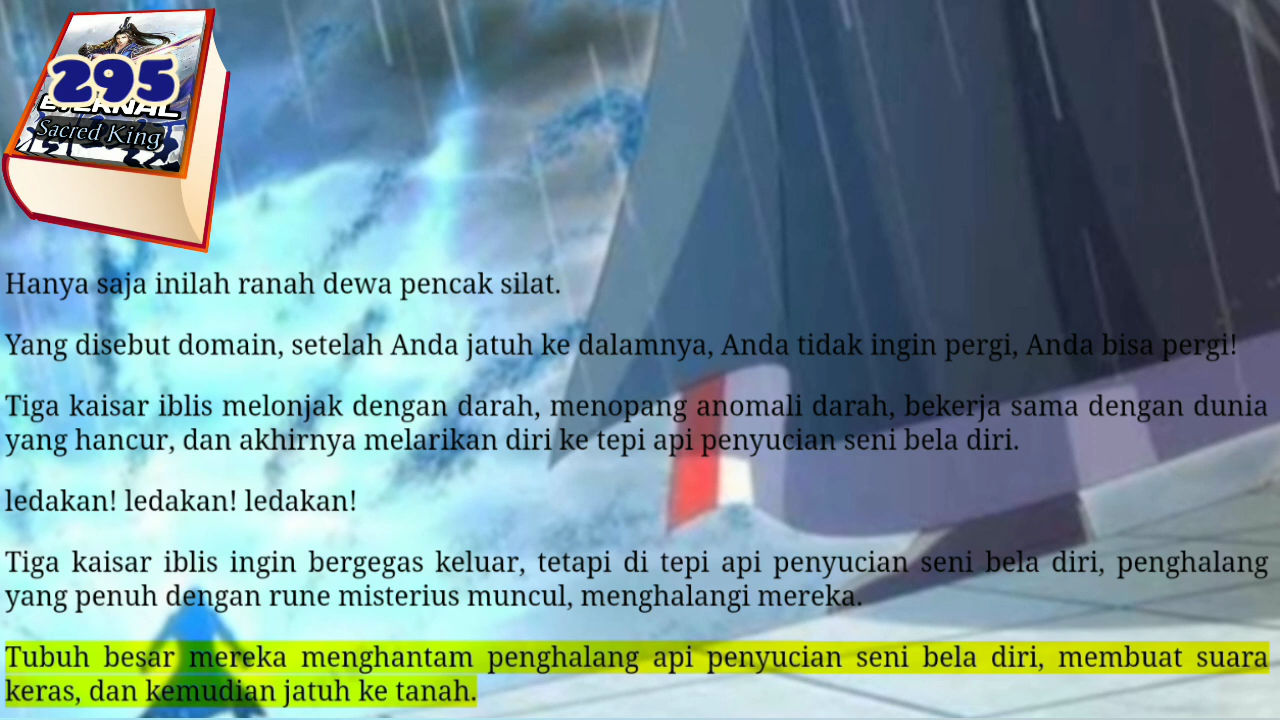 295
ETERNAL
Sacred King
Hanya saja inilah ranah dewa pencak silat.
Yang disebut domain, setelah Anda jatuh ke dalamnya, Anda tidak ingin pergi, Anda bisa pergi!
Tiga kaisar iblis melonjak dengan darah, menopang anomali darah, bekerja sama dengan dunia
yang hancur, dan akhirnya melarikan diri ke tepi api penyucian seni bela diri.
ledakan! ledakan! ledakan!
Tiga kaisar iblis ingin bergegas keluar, tetapi di tepi api penyucian seni bela diri, penghalang
yang penuh dengan rune misterius muncul, menghalangi mereka.
Tubuh besar mereka menghantam penghalang api penyucian seni bela diri, membuat suara
keras, dan kemudian jatuh ke tanah.